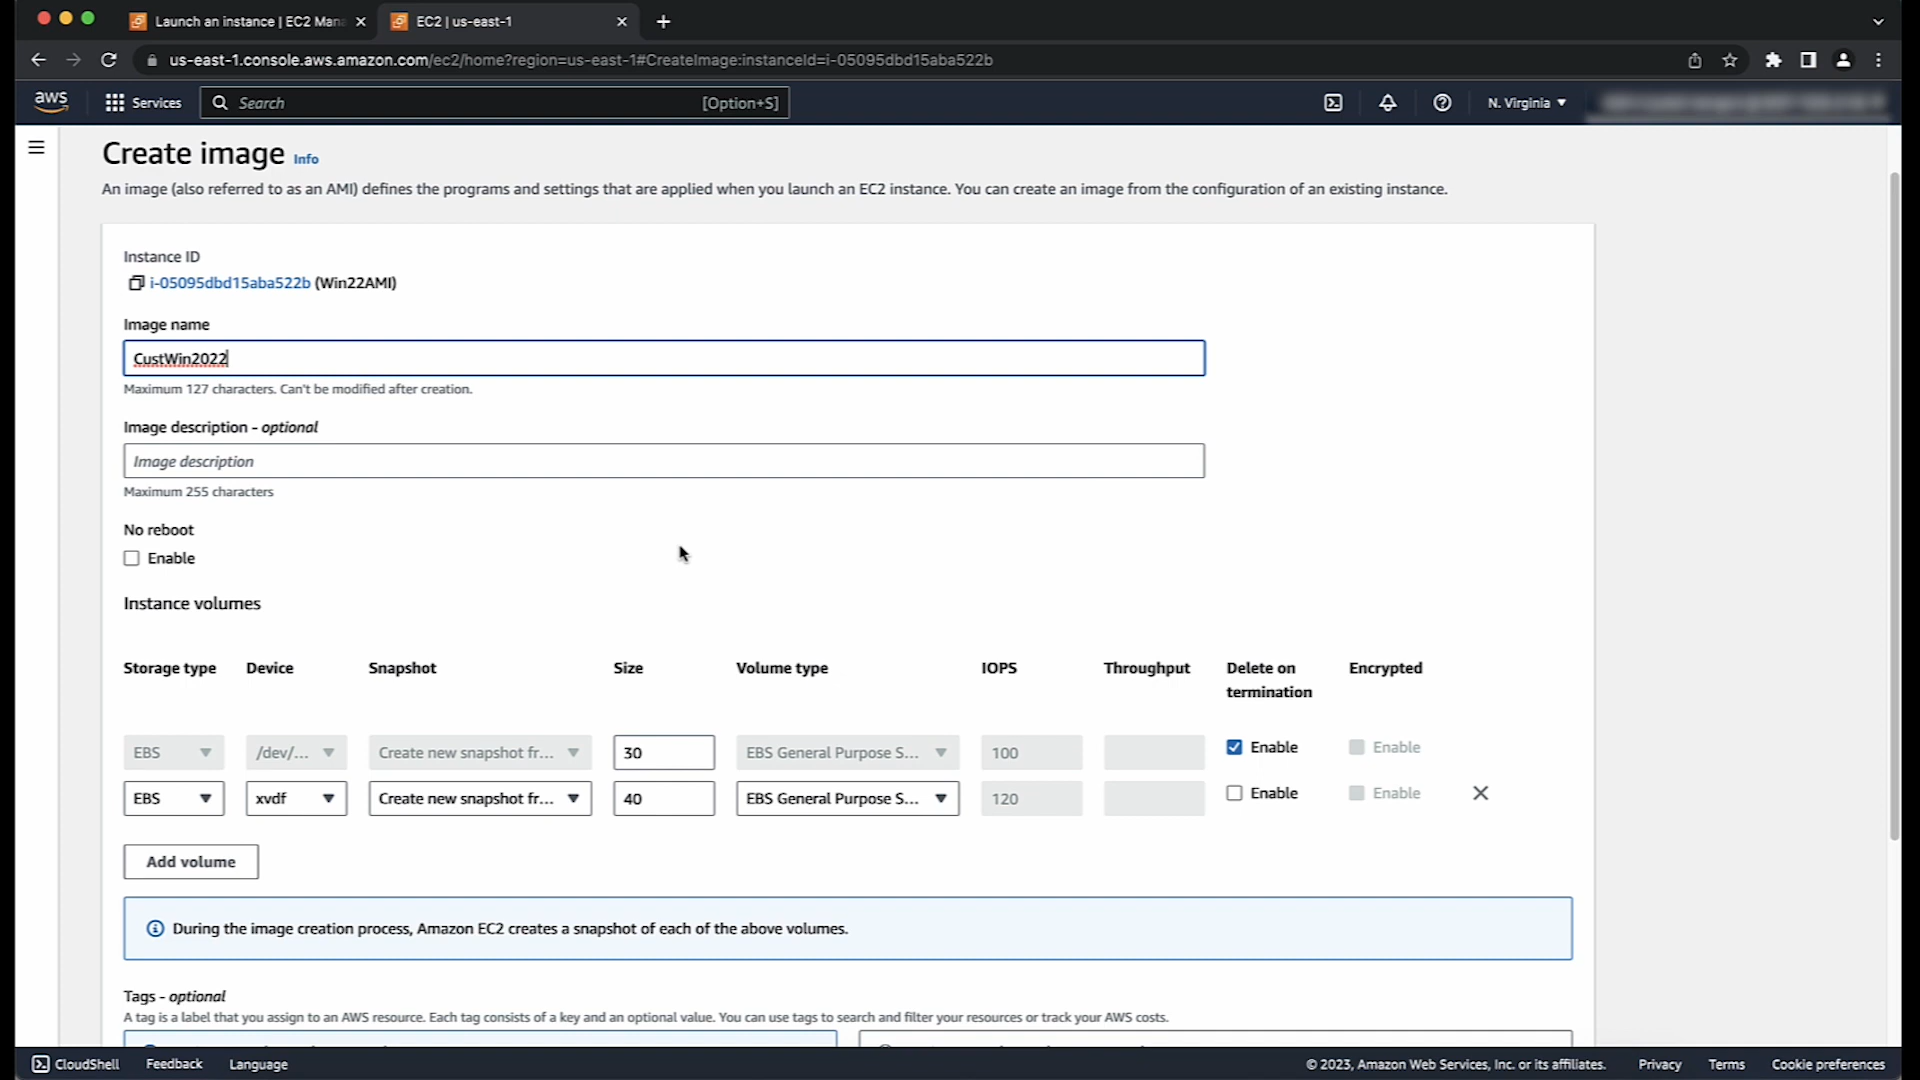 Launch an instance | EC2 Mana
EC2 | us-east-1
us-east-1.console.aws.amazon.com/ec2/home?region=us-east-1#CreateImage:instanceId=i-05095dbd15aba522b
aws Services Search [Option+S] N. Virginia
Create image Info
An image (also referred to as an AMI) defines the programs and settings that are applied when you launch an EC2 instance. You can create an image from the configuration of an existing instance.
Instance ID
i-05095dbd15aba522b (Win22AMI)
Image name
CustWin2022
Maximum 127 characters. Can't be modified after creation.
Image description - optional
Image description
Maximum 255 characters
No reboot
Enable
Instance volumes
Storage type Device Snapshot Size Volume type IOPS Throughput Delete on termination Encrypted
EBS /dev/... Create new snapshot fr... 30 EBS General Purpose S... 100 Enable Enable
EBS xvdf Create new snapshot fr... 40 EBS General Purpose S... 120 Enable Enable
Add volume
During the image creation process, Amazon EC2 creates a snapshot of each of the above volumes.
Tags - optional
A tag is a label that you assign to an AWS resource. Each tag consists of a key and an optional value. You can use tags to search and filter your resources or track your AWS costs.
CloudShell Feedback Language © 2023, Amazon Web Services, Inc. or its affiliates. Privacy Terms Cookie preferences